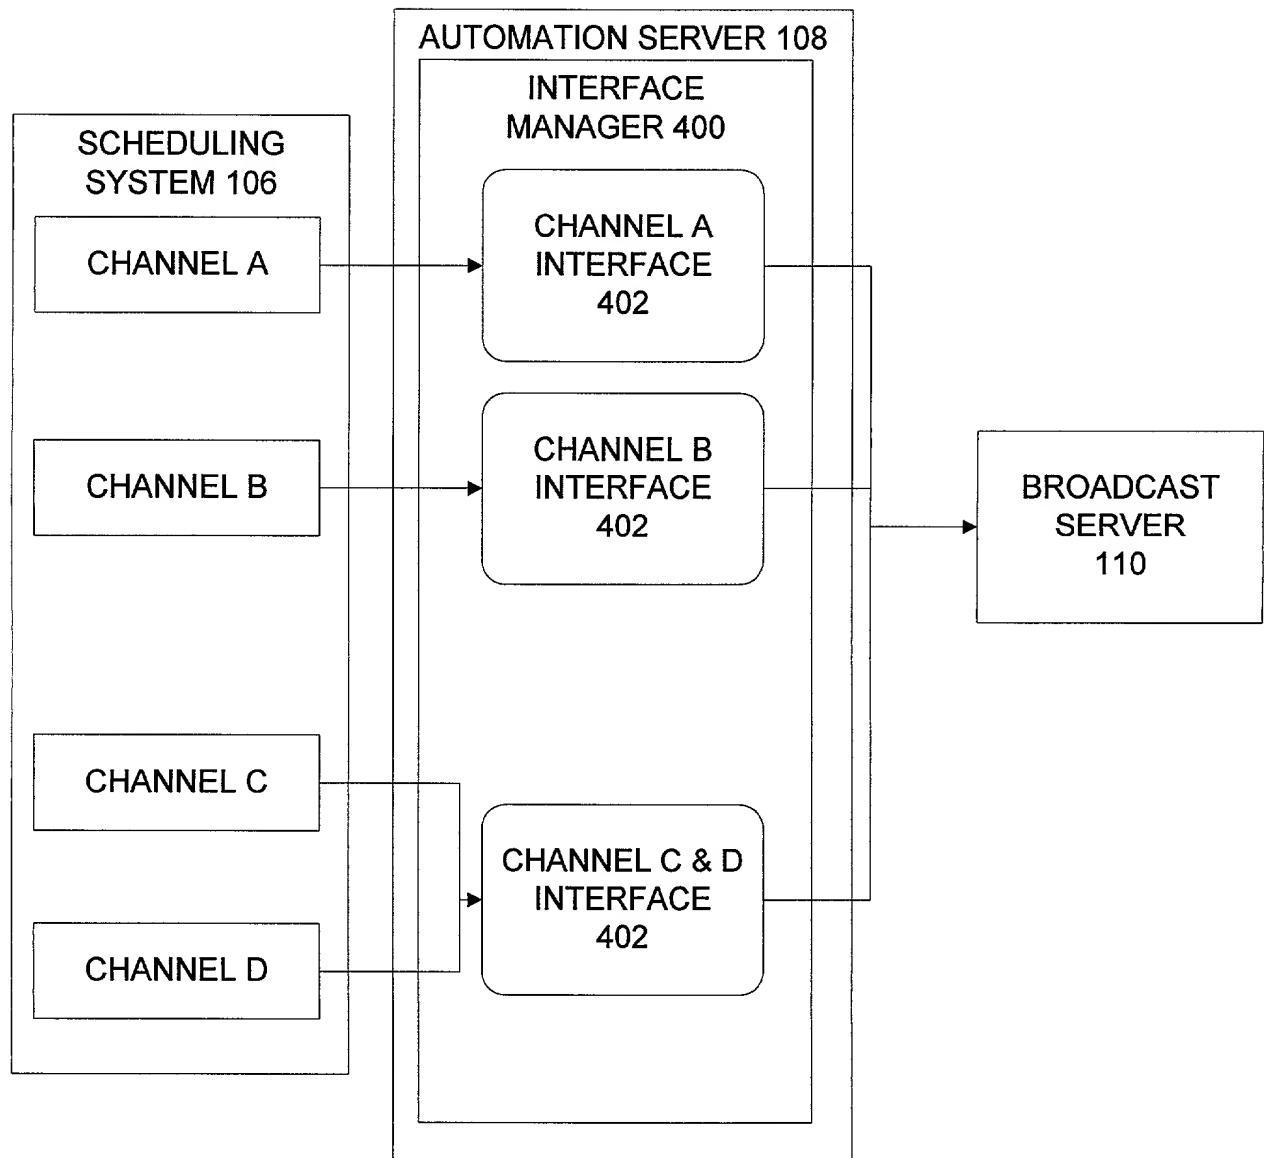 AUTOMATION SERVER 108
INTERFACE
MANAGER 400
SCHEDULING
SYSTEM 106
CHANNEL A
CHANNEL A
INTERFACE
402
CHANNEL B
CHANNEL B
INTERFACE
402
BROADCAST
SERVER
110
CHANNEL C
CHANNEL C & D
INTERFACE
402
CHANNEL D